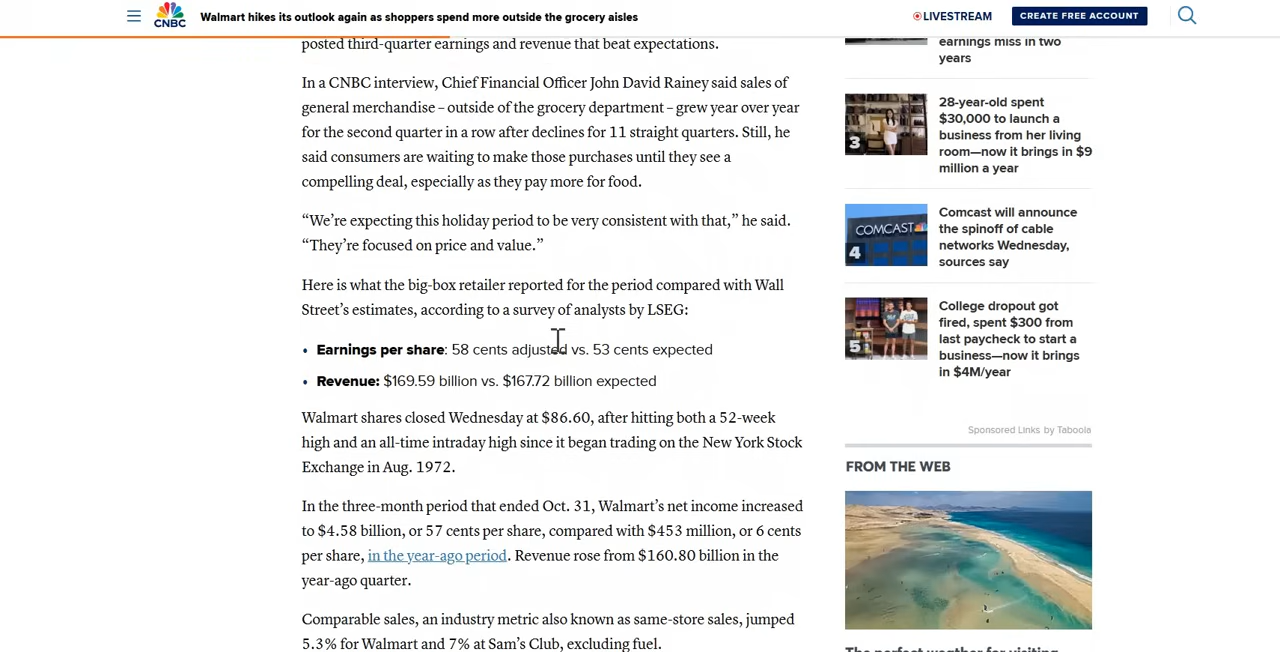 CNBC
Walmart hikes its outlook again as shoppers spend more outside the grocery aisles
LIVESTREAM
CREATE FREE ACCOUNT
posted third-quarter earnings and revenue that beat expectations.
In a CNBC interview, Chief Financial Officer John David Rainey said sales of
general merchandise – outside of the grocery department – grew year over year
for the second quarter in a row after declines for 11 straight quarters. Still, he
said consumers are waiting to make those purchases until they see a
compelling deal, especially as they pay more for food.
“We’re expecting this holiday period to be very consistent with that,” he said.
“They’re focused on price and value.”
Here is what the big-box retailer reported for the period compared with Wall
Street’s estimates, according to a survey of analysts by LSEG:
• Earnings per share: 58 cents adjusted vs. 53 cents expected
• Revenue: $169.59 billion vs. $167.72 billion expected
Walmart shares closed Wednesday at $86.60, after hitting both a 52-week
high and an all-time intraday high since it began trading on the New York Stock
Exchange in Aug. 1972.
In the three-month period that ended Oct. 31, Walmart’s net income increased
to $4.58 billion, or 57 cents per share, compared with $453 million, or 6 cents
per share, in the year-ago period. Revenue rose from $160.80 billion in the
year-ago quarter.
Comparable sales, an industry metric also known as same-store sales, jumped
5.3% for Walmart and 7% at Sam’s Club, excluding fuel.
earnings miss in two
years
3
28-year-old spent
$30,000 to launch a
business from her living
room—now it brings in $9
million a year
COMCAST
4
Comcast will announce
the spinoff of cable
networks Wednesday,
sources say
5
College dropout got
fired, spent $300 from
last paycheck to start a
business—now it brings
in $4M/year
Sponsored Links by Taboola
FROM THE WEB
The perfect weather for visiting